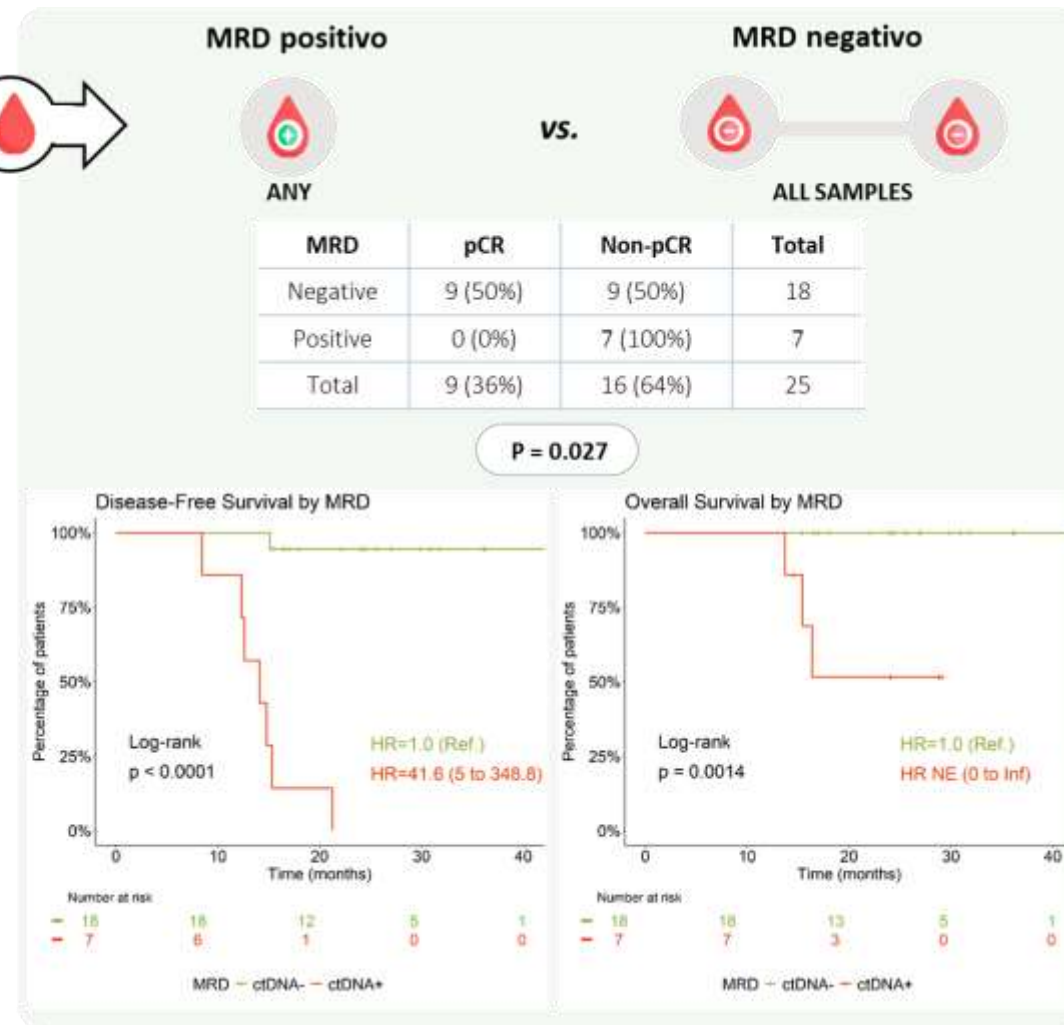 MRD positivo MRD negativo
vs.
ANY ALL SAMPLES
MRD pCR Non-pCR Total
Negative 9 (50%) 9 (50%) 18
Positive 0 (0%) 7 (100%) 7
Total 9 (36%) 16 (64%) 25
P = 0.027
Disease-Free Survival by MRD
100%
75%
50%
25%
0%
Percentage of patients
Log-rank
p < 0.0001
HR=1.0 (Ref.)
HR=41.6 (5 to 348.8)
0 10 20 30 40
Time (months)
Number at risk
18 18 12 5 1
7 6 1 0 0
MRD ctDNA- ctDNA+
Overall Survival by MRD
100%
75%
50%
25%
0%
Percentage of patients
Log-rank
p = 0.0014
HR=1.0 (Ref.)
HR NE (0 to Inf)
0 10 20 30 40
Time (months)
Number at risk
18 18 13 5 1
7 7 3 0 0
MRD ctDNA- ctDNA+